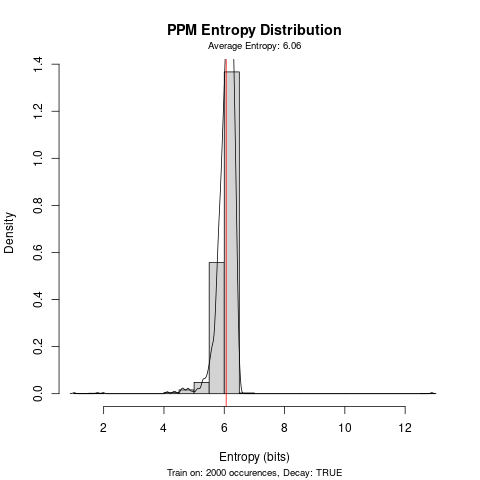 PPM Entropy Distribution
Average Entropy: 6.06
Density
1.4
1.2
1.0
0.8
0.6
0.4
0.2
0.0
2 4 6 8 10 12
Entropy (bits)
Train on: 2000 occurences, Decay: TRUE